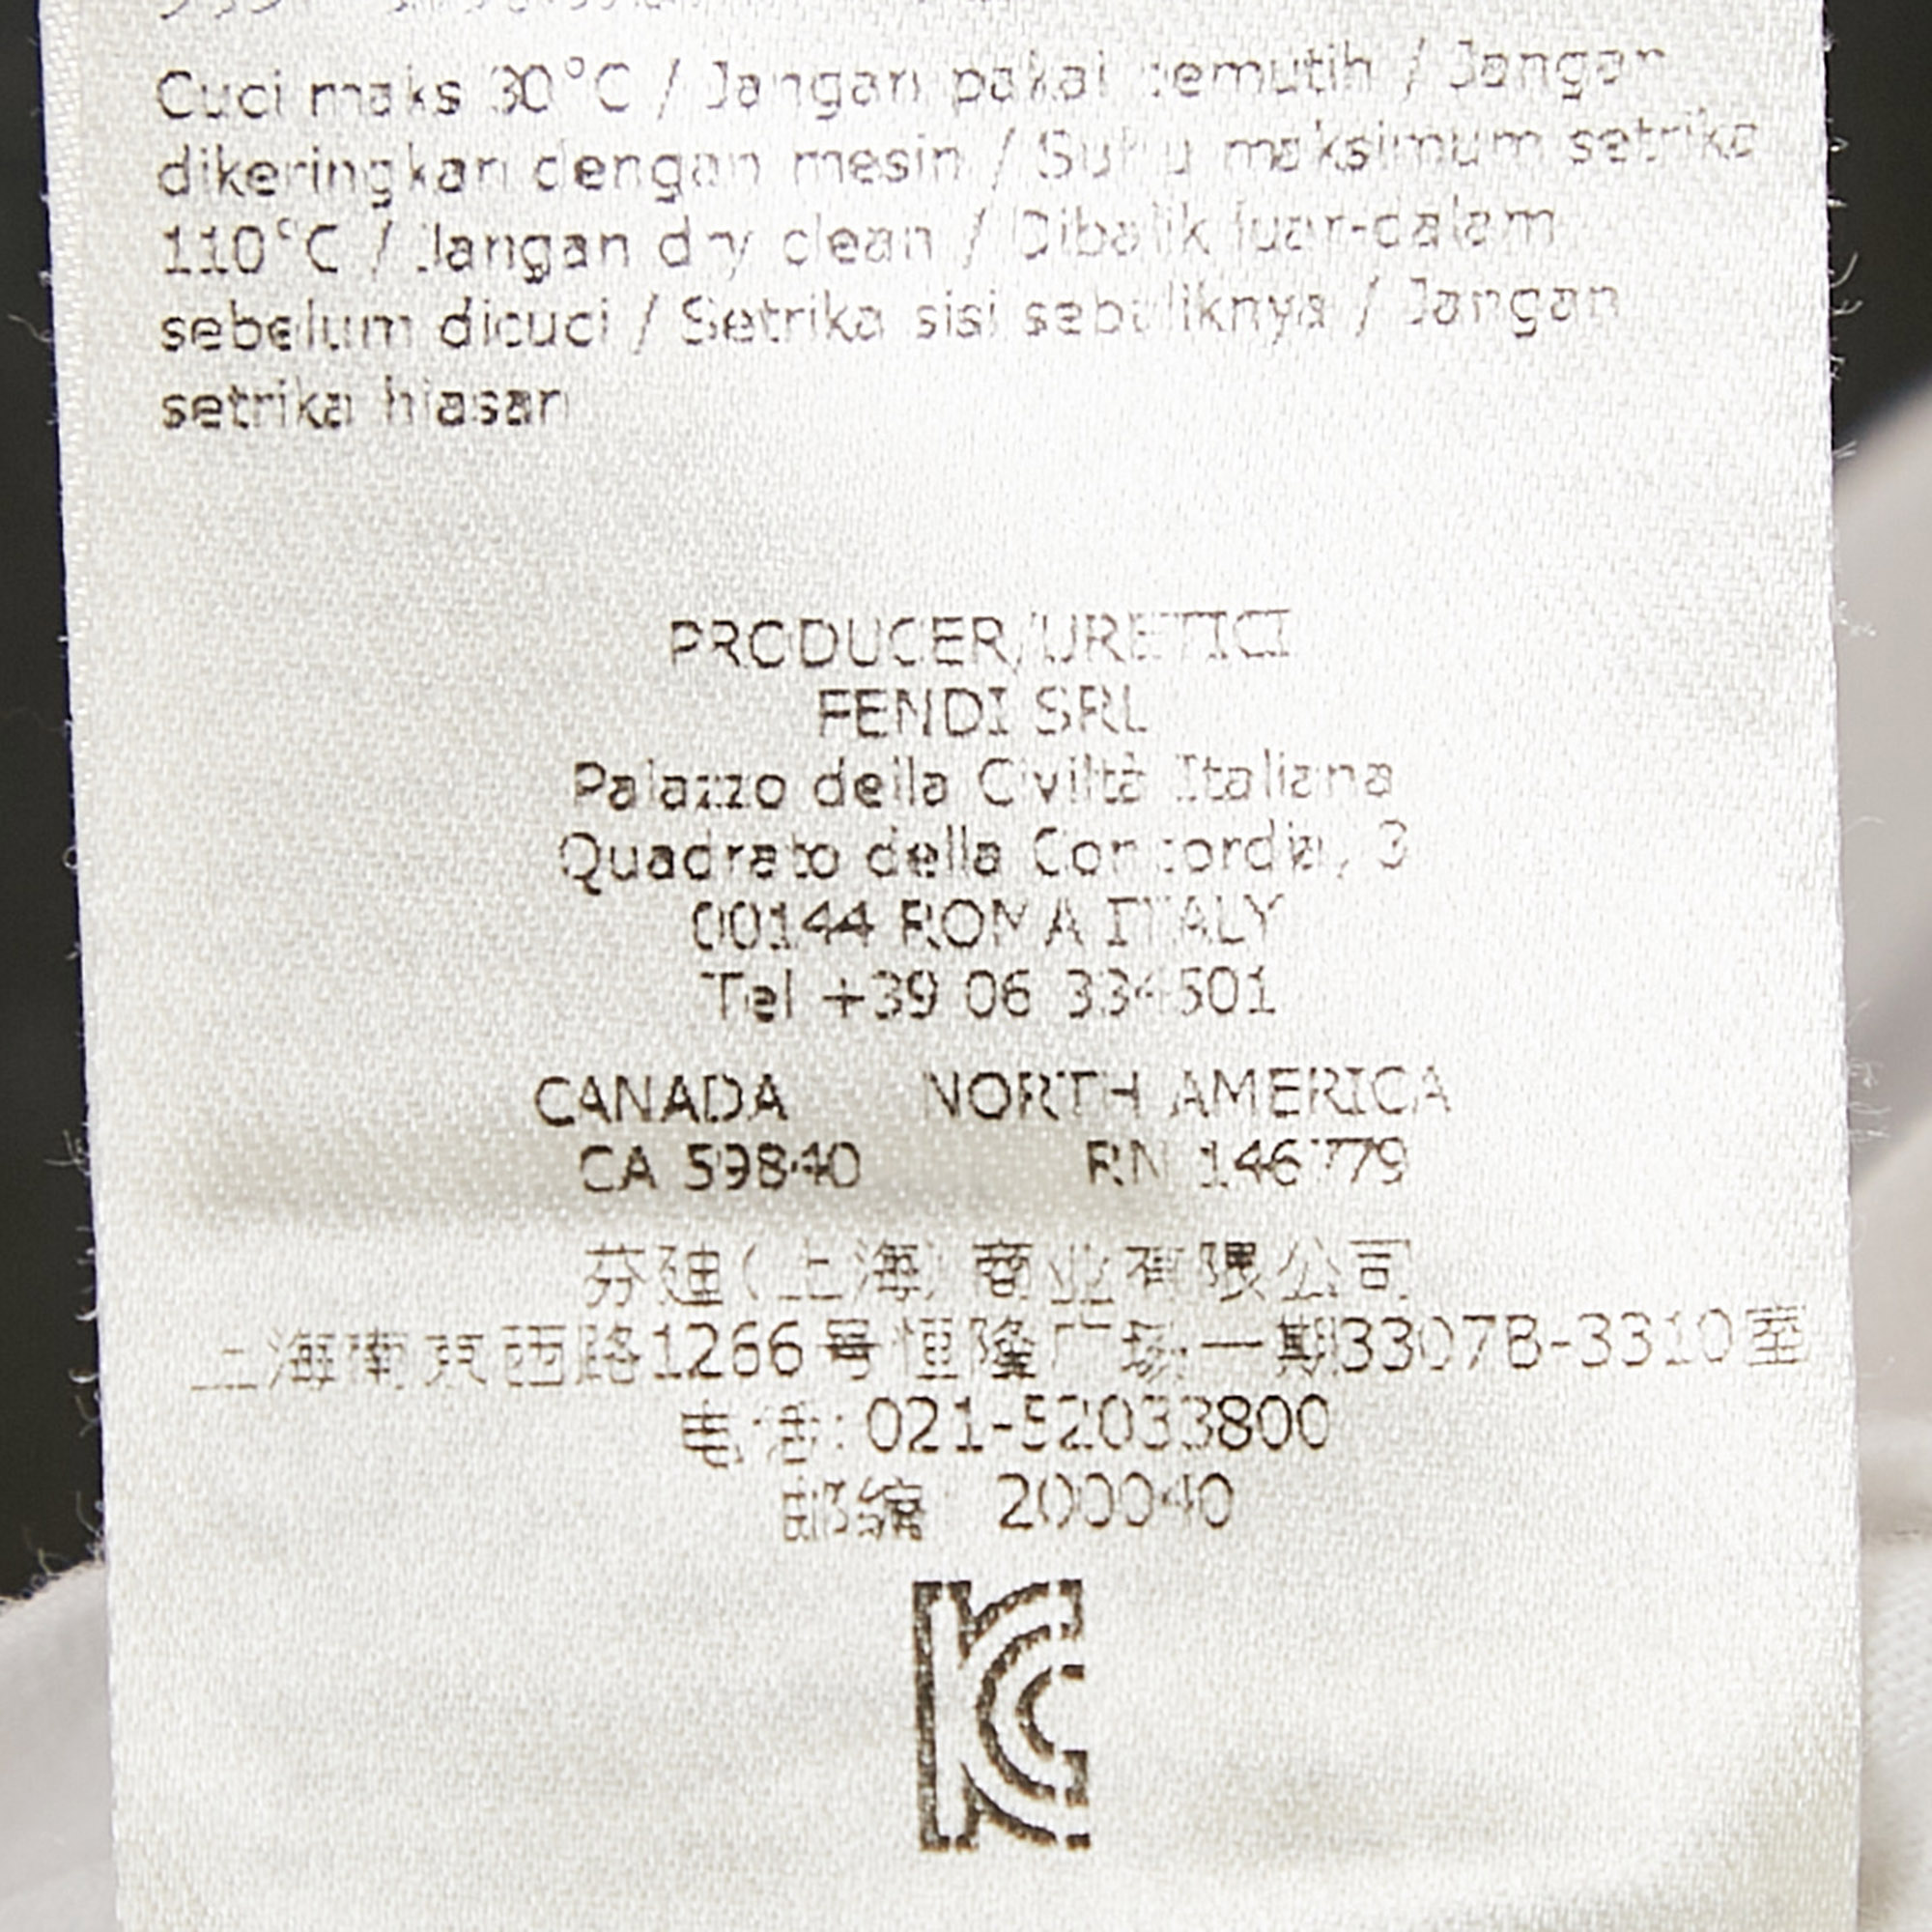 Cuci maks 30°C / Jangan pakai pemutih / Jangan
dikeringkan dengan mesin / Suhu maksimum setrika
110°C / Jangan dry clean / Dibalik luar-dalam
sebelum dicuci / Setrika sisi sebaliknya / Jangan
setrika hiasan
PRODUCER/URETICI
FENDI SRL
Palazzo della Civiltà Italiana
Quadrato della Concordia, 3
00144 ROMA ITALY
Tel +39 06 334501
CANADA NORTH AMERICA
CA 59840 RN 146779
芬迪(上海)商业有限公司
上海南京西路1266号恒隆广场一期3307B-3310室
电话: 021-52033800
邮编 200040